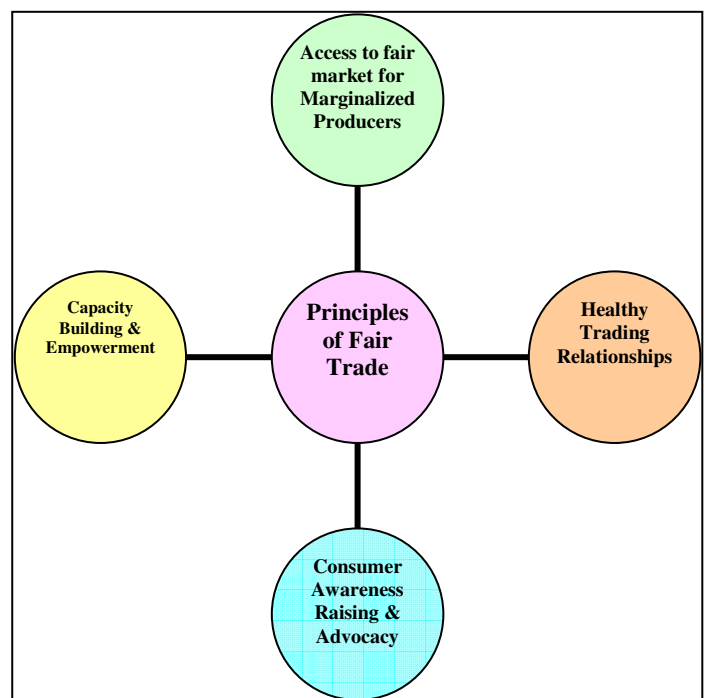 Access to fair
market for
Marginalized
Producers
Capacity
Building &
Empowerment
Principles
of Fair
Trade
Healthy
Trading
Relationships
Consumer
Awareness
Raising &
Advocacy